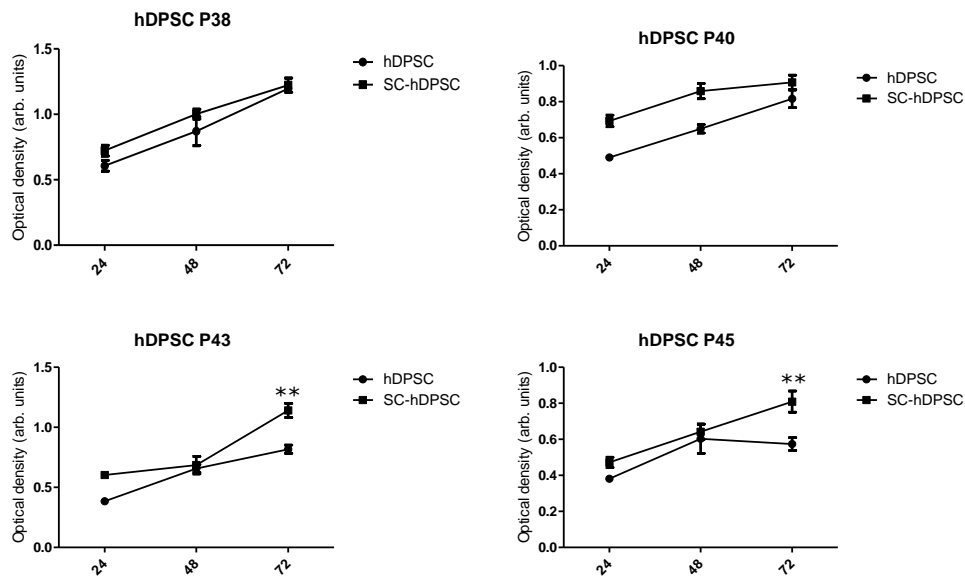 hDPSC P38
Optical density (arb. units)
1.5
1.0
0.5
0.0
24
48
72
hDPSC
SC-hDPSC
hDPSC P40
Optical density (arb. units)
1.0
0.8
0.6
0.4
0.2
0.0
24
48
72
hDPSC
SC-hDPSC
hDPSC P43
Optical density (arb. units)
1.5
1.0
0.5
0.0
24
48
72
**
hDPSC
SC-hDPSC
hDPSC P45
Optical density (arb. units)
1.0
0.8
0.6
0.4
0.2
0.0
24
48
72
**
hDPSC
SC-hDPSC